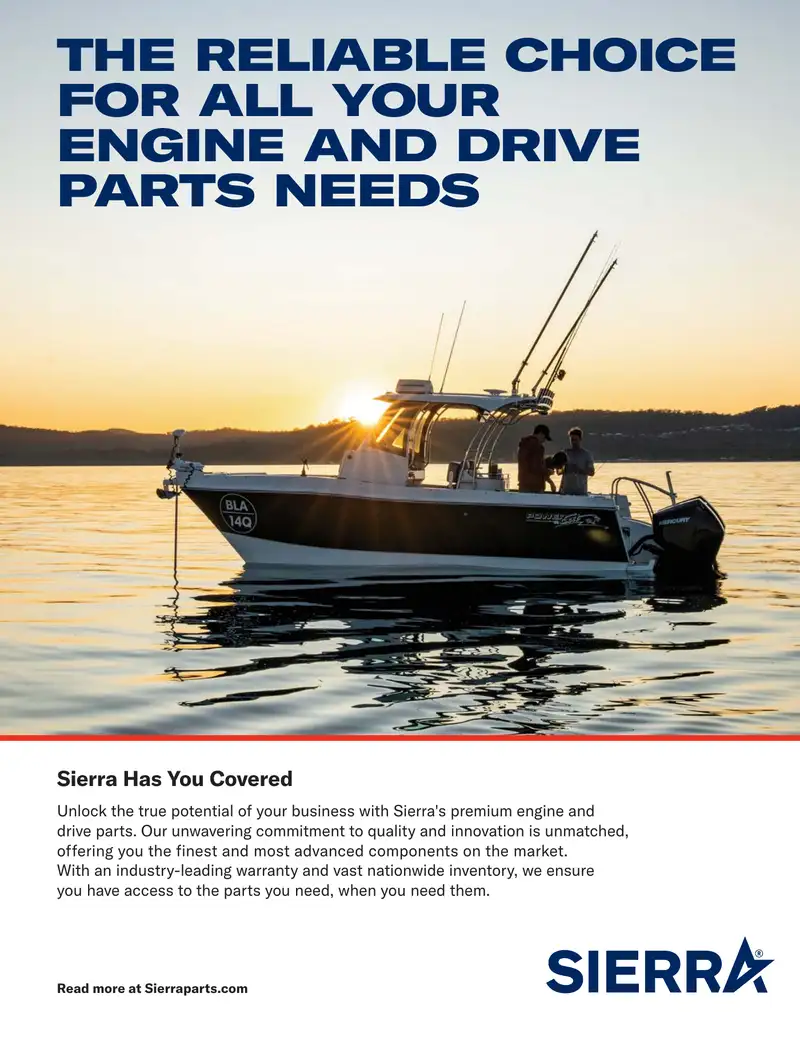 THE RELIABLE CHOICE
FOR ALL YOUR
ENGINE AND DRIVE
PARTS NEEDS
BLA
14Q
MERCURY
Sierra Has You Covered
Unlock the true potential of your business with Sierra's premium engine and
drive parts. Our unwavering commitment to quality and innovation is unmatched,
offering you the finest and most advanced components on the market.
With an industry-leading warranty and vast nationwide inventory, we ensure
you have access to the parts you need, when you need them.
SIERRA®
Read more at Sierraparts.com